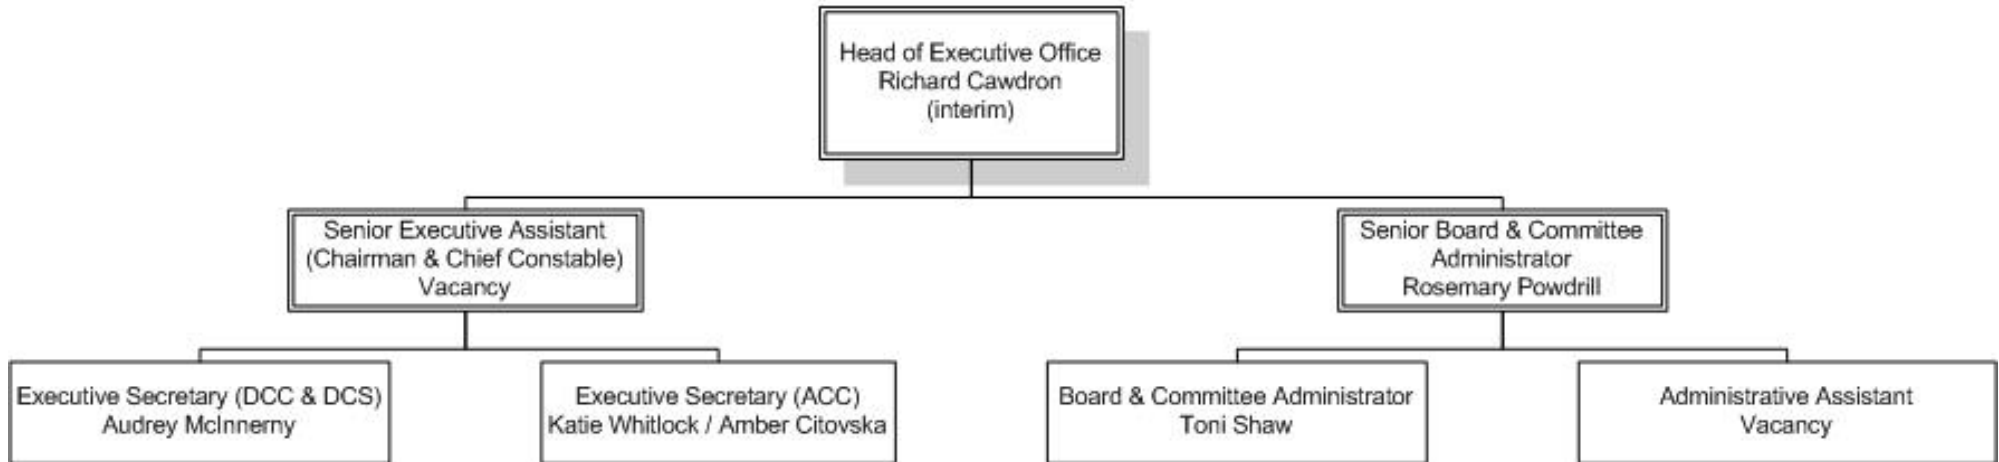 Head of Executive Office
Richard Cawdron
(interim)
Senior Executive Assistant
(Chairman & Chief Constable)
Vacancy
Senior Board & Committee
Administrator
Rosemary Powdrill
Executive Secretary (DCC & DCS)
Audrey McInnerny
Executive Secretary (ACC)
Katie Whitlock / Amber Citovska
Board & Committee Administrator
Toni Shaw
Administrative Assistant
Vacancy